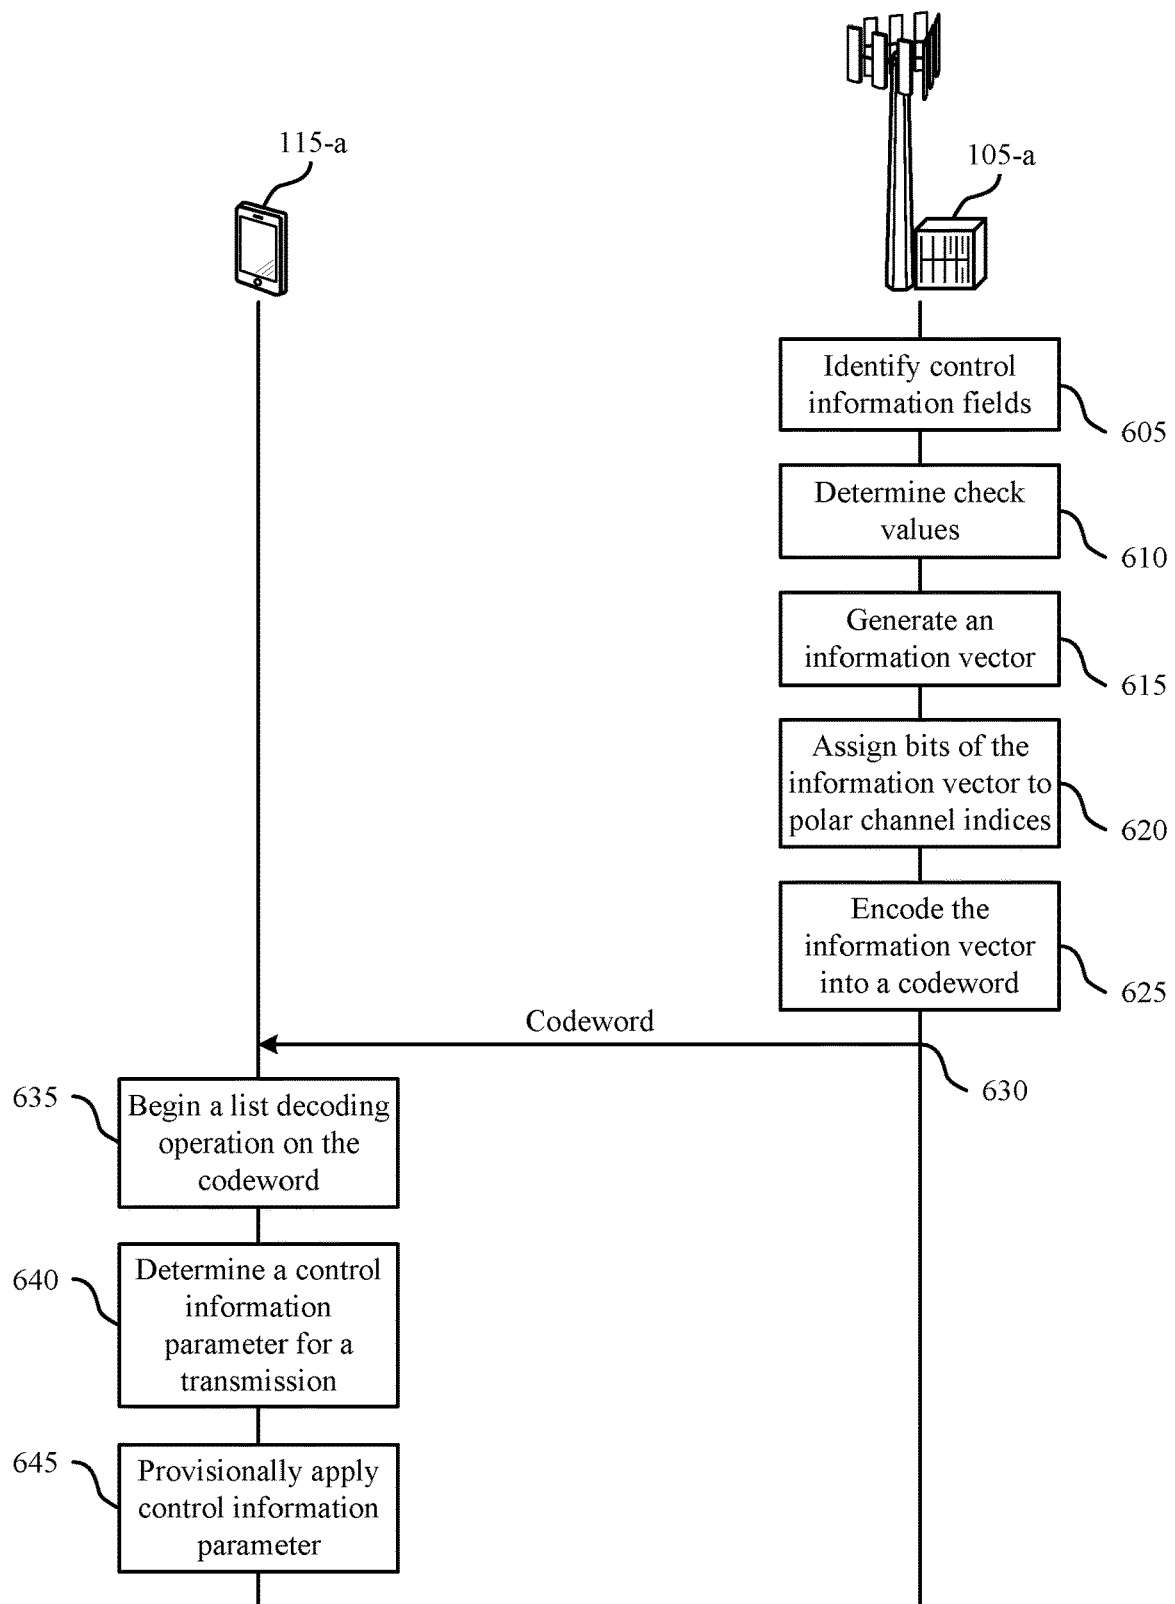 115-a
105-a
Identify control
information fields
605
Determine check
values
610
Generate an
information vector
615
Assign bits of the
information vector to
polar channel indices
620
Encode the
information vector
into a codeword
625
Codeword
630
635
Begin a list decoding
operation on the
codeword
640
Determine a control
information
parameter for a
transmission
645
Provisionally apply
control information
parameter